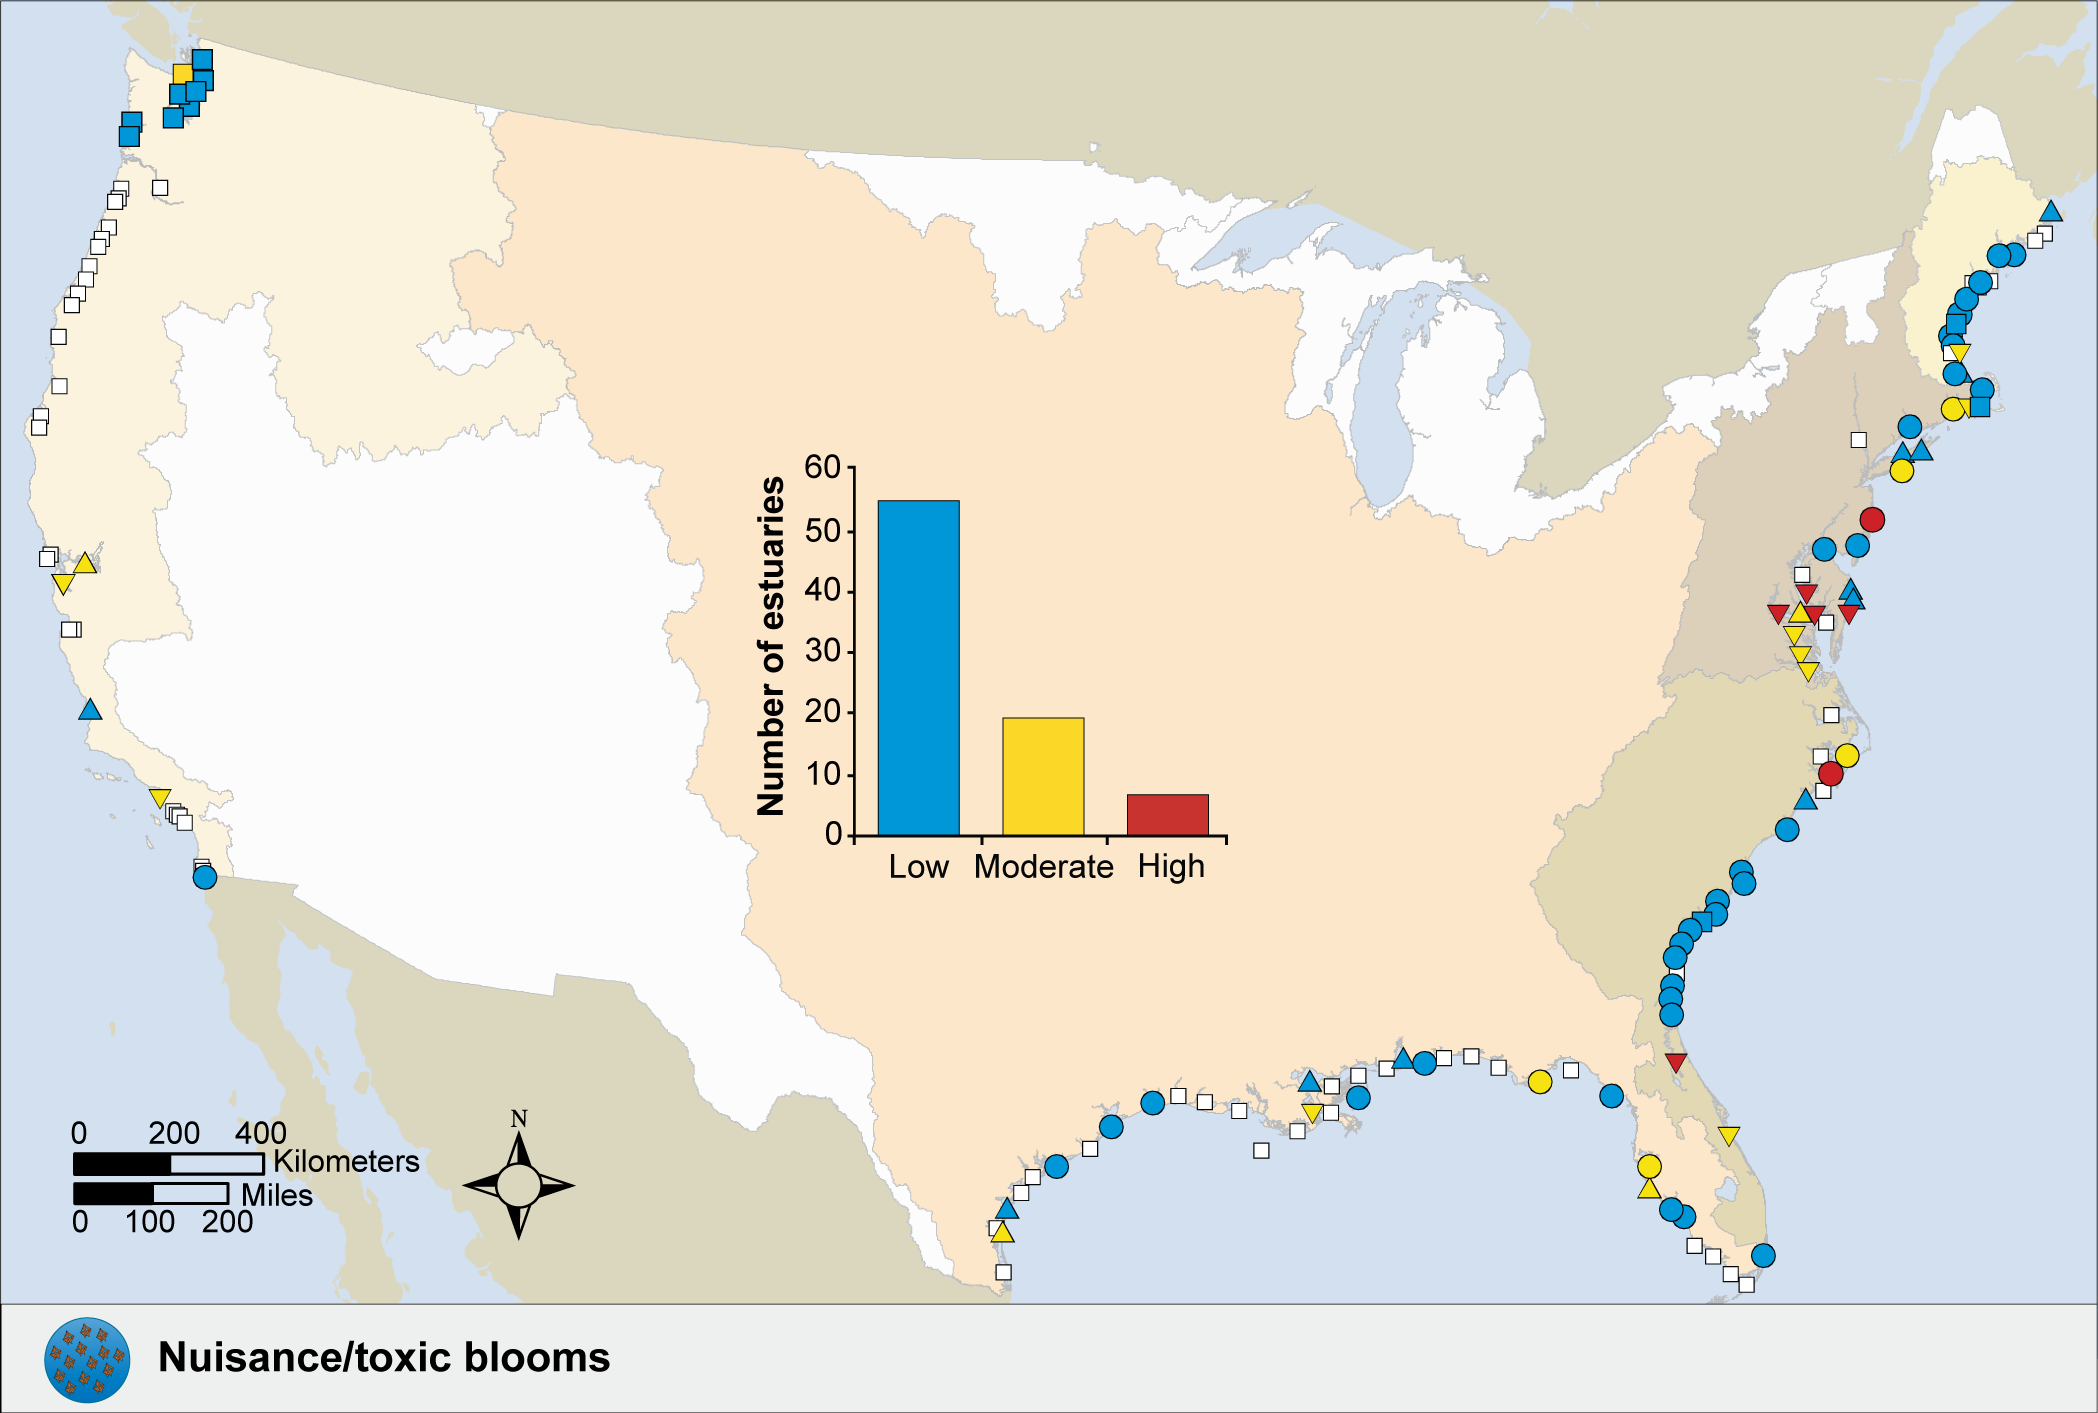 60
50
40
30
20
10
0
Number of estuaries
Low Moderate High
N
0 200 400
Kilometers
Miles
0 100 200
Nuisance/toxic blooms